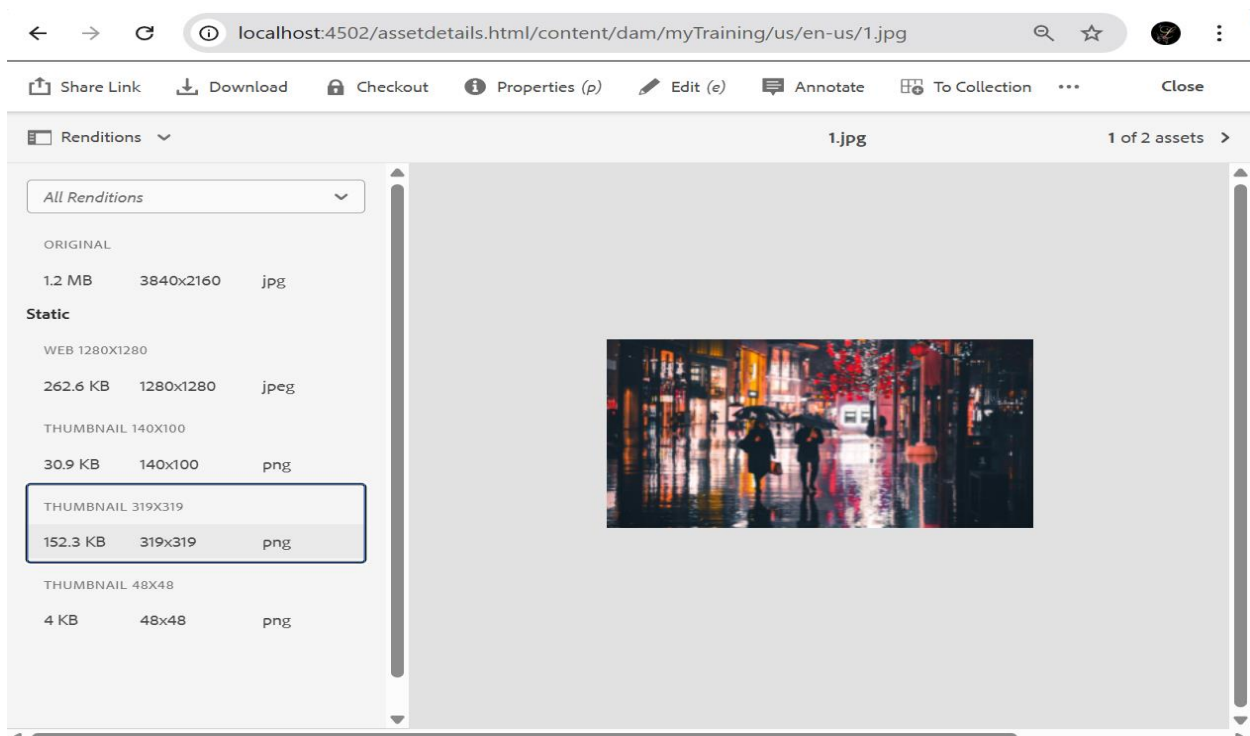 localhost:4502/assetdetails.html/content/dam/myTraining/us/en-us/1.jpg
Share Link Download Checkout Properties (p) Edit (e) Annotate To Collection ... Close
Renditions 1.jpg 1 of 2 assets
All Renditions
ORIGINAL
1.2 MB 3840x2160 jpg
Static
WEB 1280X1280
262.6 KB 1280x1280 jpeg
THUMBNAIL 140X100
30.9 KB 140x100 png
THUMBNAIL 319X319
152.3 KB 319x319 png
THUMBNAIL 48X48
4 KB 48x48 png